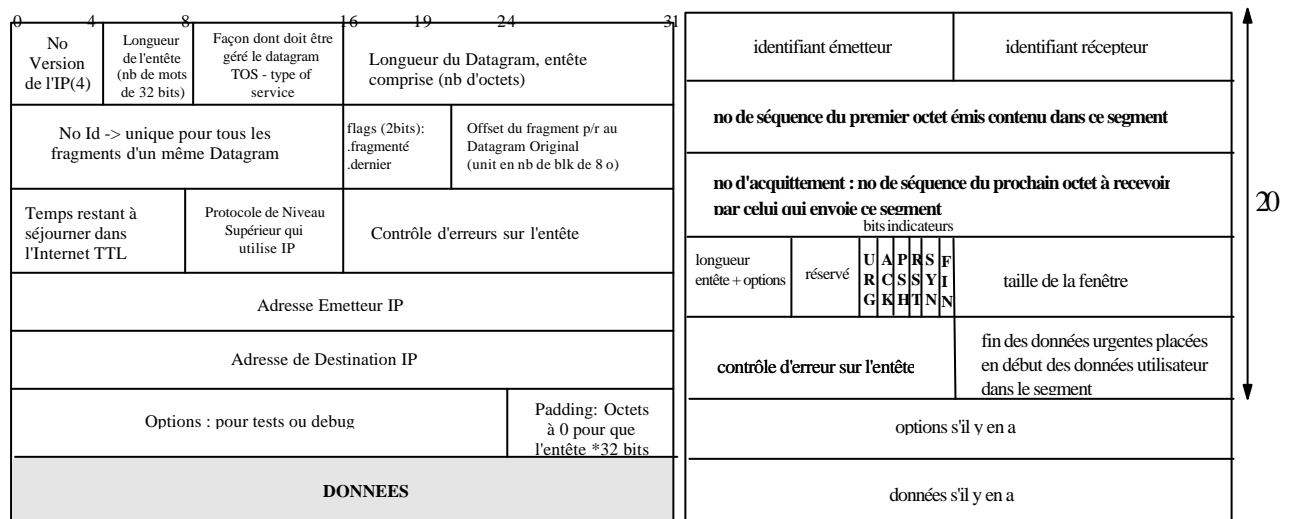 0 4 8 16 19 24 31
No
Version
de l'IP(4)
Longueur
de l'entête
(nb de mots
de 32 bits)
Façon dont doit être
géré le datagram
TOS - type of
service
Longueur du Datagram, entête
comprise (nb d'octets)
No Id -> unique pour tous les
fragments d'un même Datagram
flags (2bits):
.fragmenté
.dernier
Offset du fragment p/r au
Datagram Original
(unit en nb de blk de 8 o)
Temps restant à
séjourner dans
l'Internet TTL
Protocole de Niveau
Supérieur qui
utilise IP
Contrôle d'erreurs sur l'entête
Adresse Emetteur IP
Adresse de Destination IP
Options : pour tests ou debug
Padding: Octets
à 0 pour que
l'entête *32 bits
DONNEES
identifiant émetteur
identifiant récepteur
no de séquence du premier octet émis contenu dans ce segment
no d'acquittement : no de séquence du prochain octet à recevoir
par celui qui envoie ce segment
bits indicateurs
longueur
entête + options
réservé
URG
ACK
PSH
RST
SYN
FIN
taille de la fenêtre
contrôle d'erreur sur l'entête
fin des données urgentes placées
en début des données utilisateur
dans le segment
options s'il y en a
données s'il y en a
20